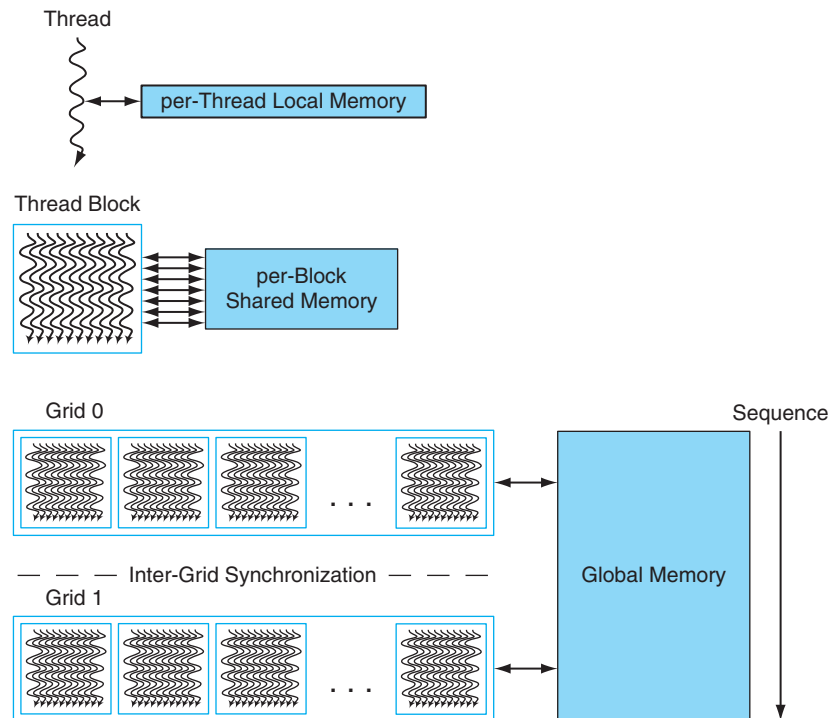 Thread
per-Thread Local Memory
Thread Block
per-Block
Shared Memory
Grid 0
Sequence
. . .
Inter-Grid Synchronization
Global Memory
Grid 1
. . .